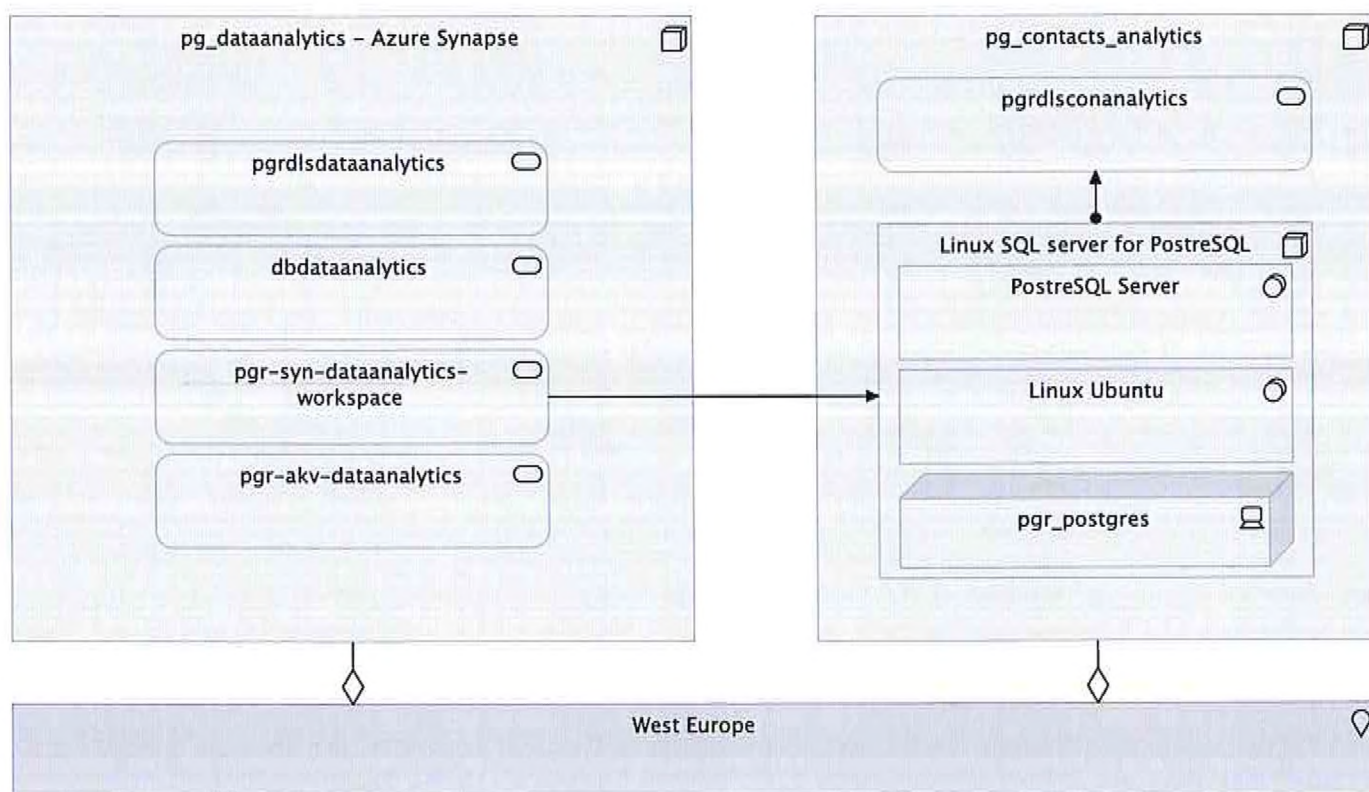 pg_dataanalytics – Azure Synapse
pgrdlsdataanalytics
dbdataanalytics
pgr-syn-dataanalytics-
workspace
pgr-akv-dataanalytics
pg_contacts_analytics
pgrdlsconanalytics
Linux SQL server for PostreSQL
PostreSQL Server
Linux Ubuntu
pgr_postgres
West Europe